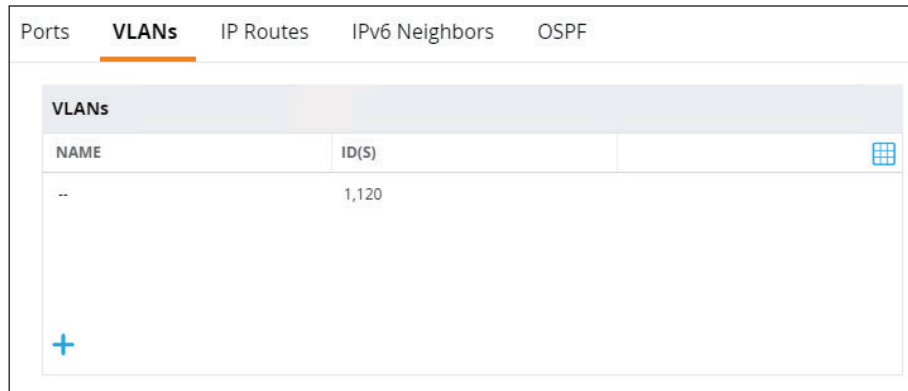 Ports VLANs IP Routes IPv6 Neighbors OSPF
VLANs
NAME ID(S)
-- 1,120